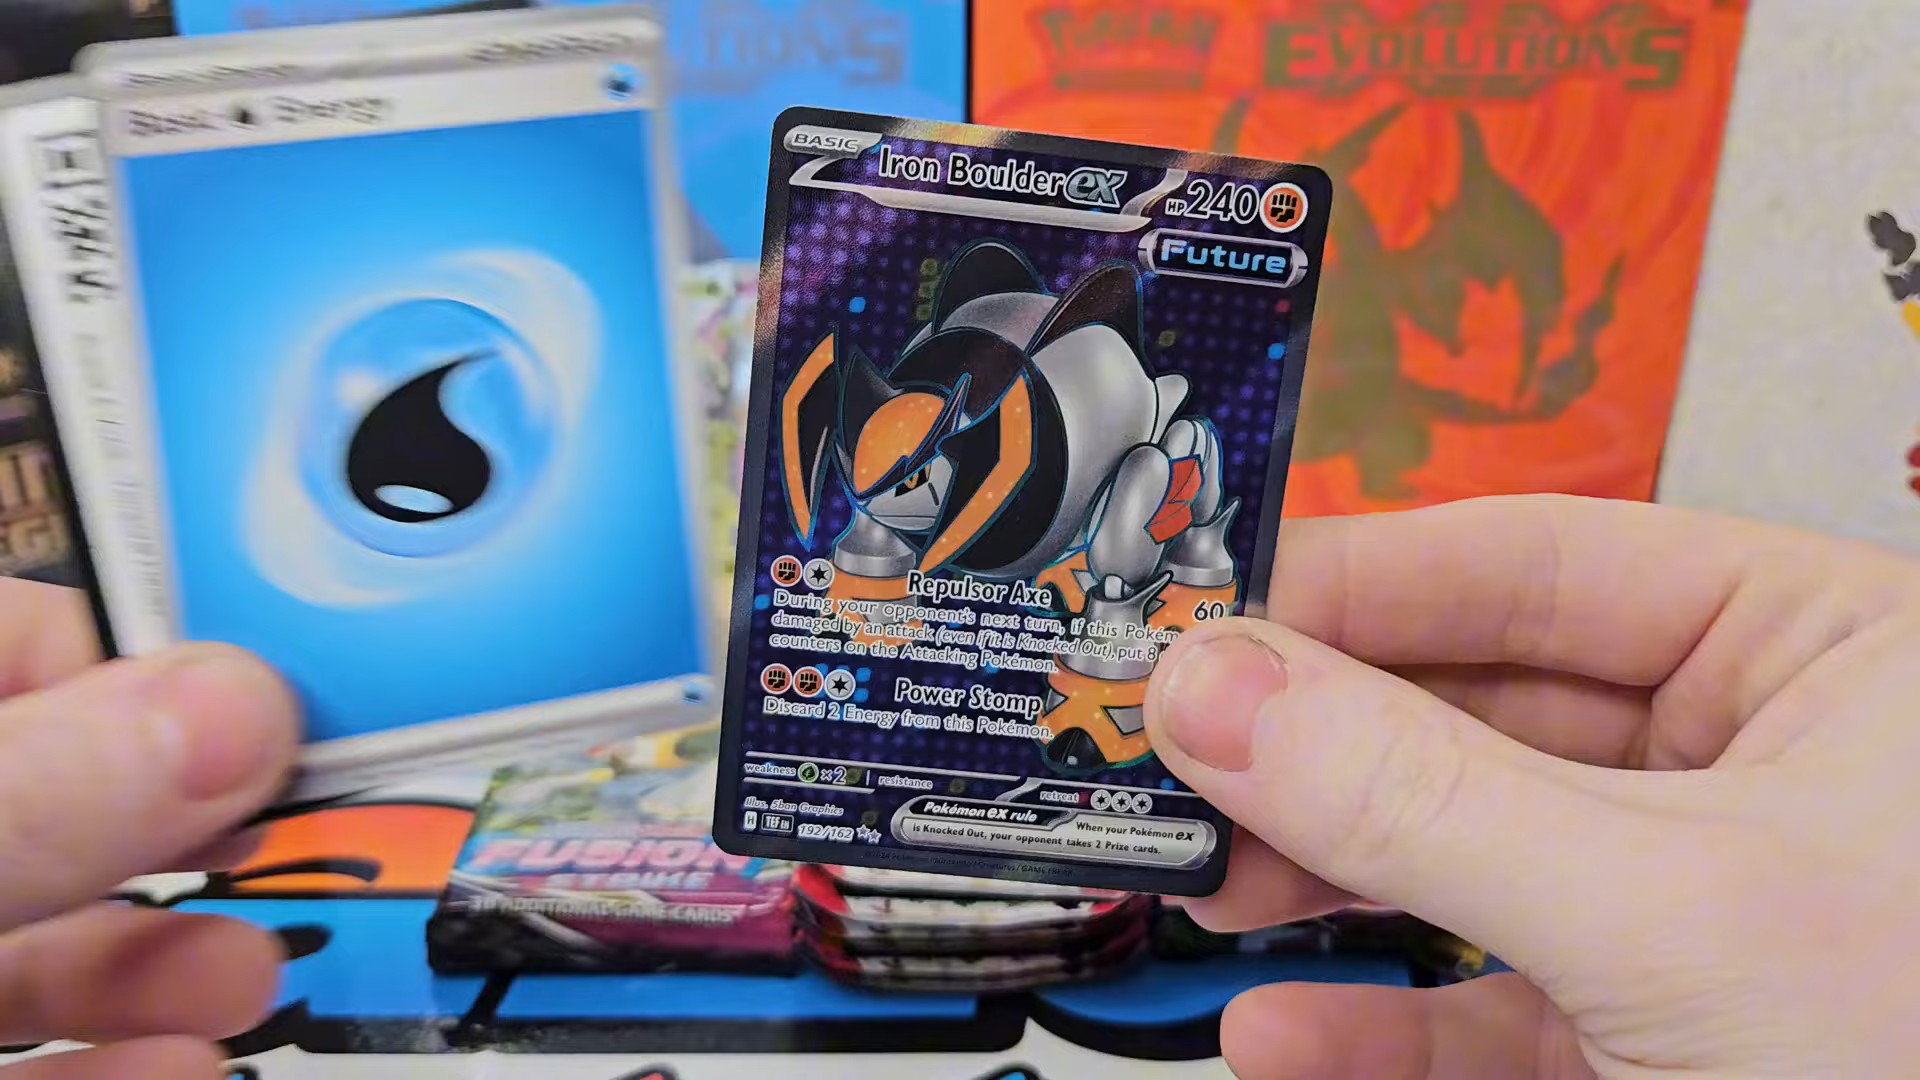 Basic Energy
POKÉMON
EVOLUTIONS
BASIC
Iron Boulder ex
HP 240
Future
Repulsor Axe
60
During your opponent's next turn, if this Pokém
damaged by an attack (even if it is Knocked Out), put 8
counters on the Attacking Pokémon.
Power Stomp
Discard 2 Energy from this Pokémon.
weakness ×2 resistance
retreat
Illus. 5ban Graphics
Pokémon ex rule
When your Pokémon ex
is Knocked Out, your opponent takes 2 Prize cards.
H TEF EN 192/162
FUSION
STRIKE
10 ADDITIONAL GAME CARDS